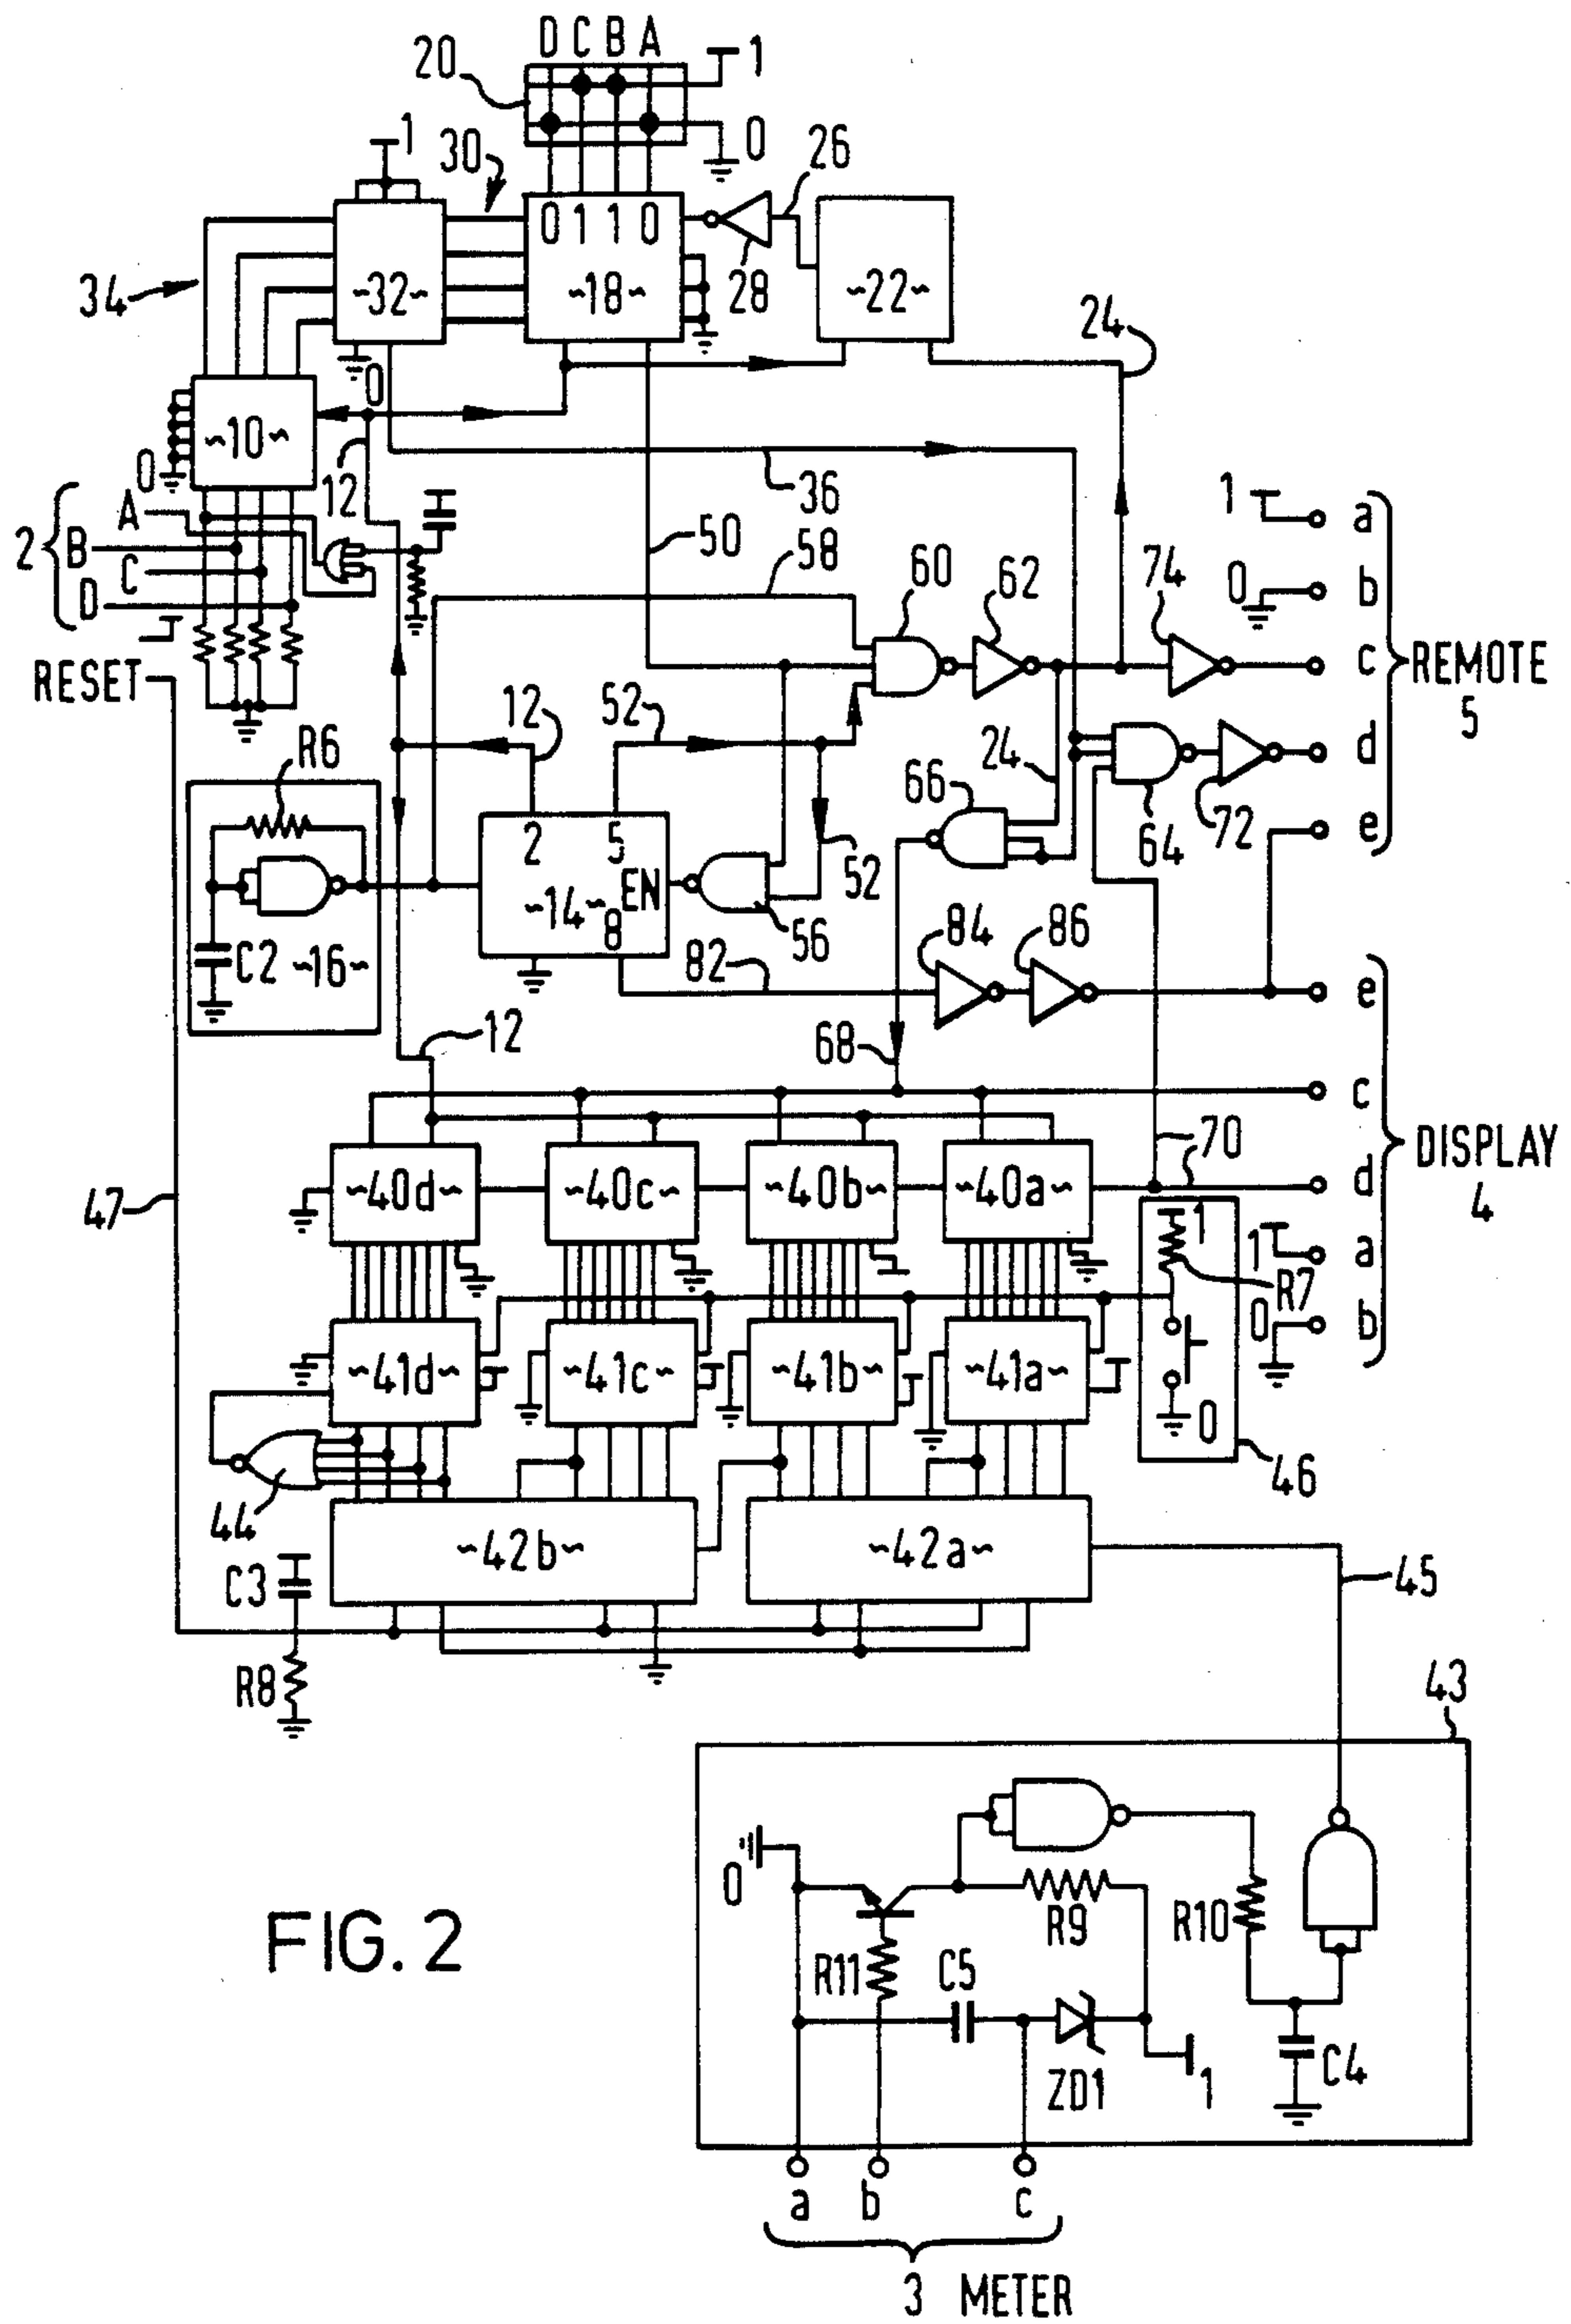 D C B A
20
1
0
1
30
26
0 1 1 0
28
34
~32~
~18~
~22~
24
0
~10~
12
36
0
1
a
2
A
B
C
D
50
58
60
62
74
0
b
RESET
c
REMOTE
5
R6
12
52
24
d
66
64
72
e
2
5
~14~
EN
8
56
52
C2
~16~
82
84
86
e
12
68
c
DISPLAY
4
~40d~
~40c~
~40b~
~40a~
70
d
47
1
1
a
R7
0
b
~41d~
~41c~
~41b~
~41a~
0
46
44
~42b~
~42a~
45
C3
R8
43
0
R9
R10
R11
C5
ZD1
1
C4
FIG. 2
a
b
c
3 METER